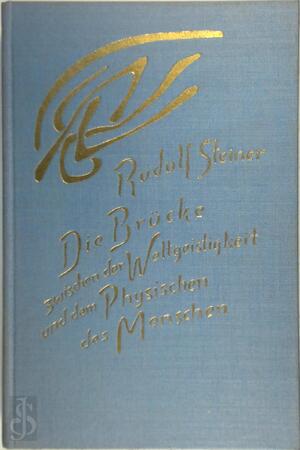 Rudolf Steiner
Die Brücke
zwischen der Weltgeistigkeit
und dem Physischen
des Menschen